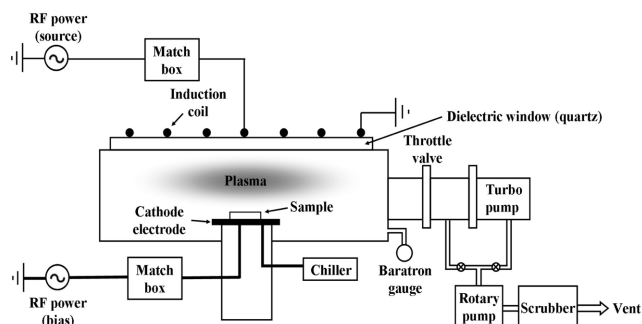 RF power
(source)
Match
box
Induction
coil
Dielectric window (quartz)
Throttle
valve
Plasma
Turbo
pump
Sample
Cathode
electrode
Match
box
Chiller
Baratron
gauge
RF power
(bias)
Rotary
pump
Scrubber
Vent